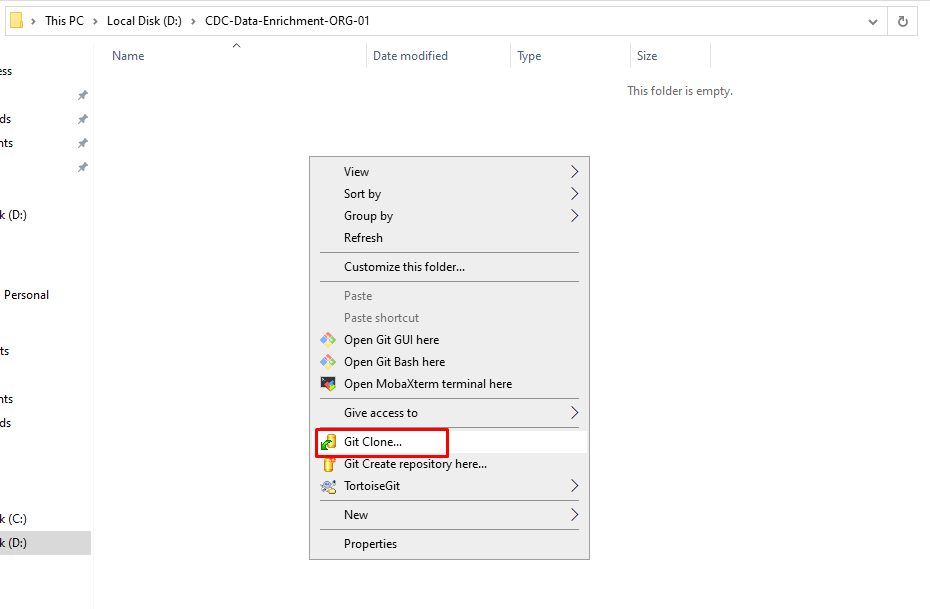 This PC > Local Disk (D:) > CDC-Data-Enrichment-ORG-01
Name Date modified Type Size
This folder is empty.
ess
ds
nts
k (D:)
Personal
ts
nts
ds
k (C:)
k (D:)
View
Sort by
Group by
Refresh
Customize this folder...
Paste
Paste shortcut
Open Git GUI here
Open Git Bash here
Open MobaXterm terminal here
Give access to
Git Clone...
Git Create repository here...
TortoiseGit
New
Properties